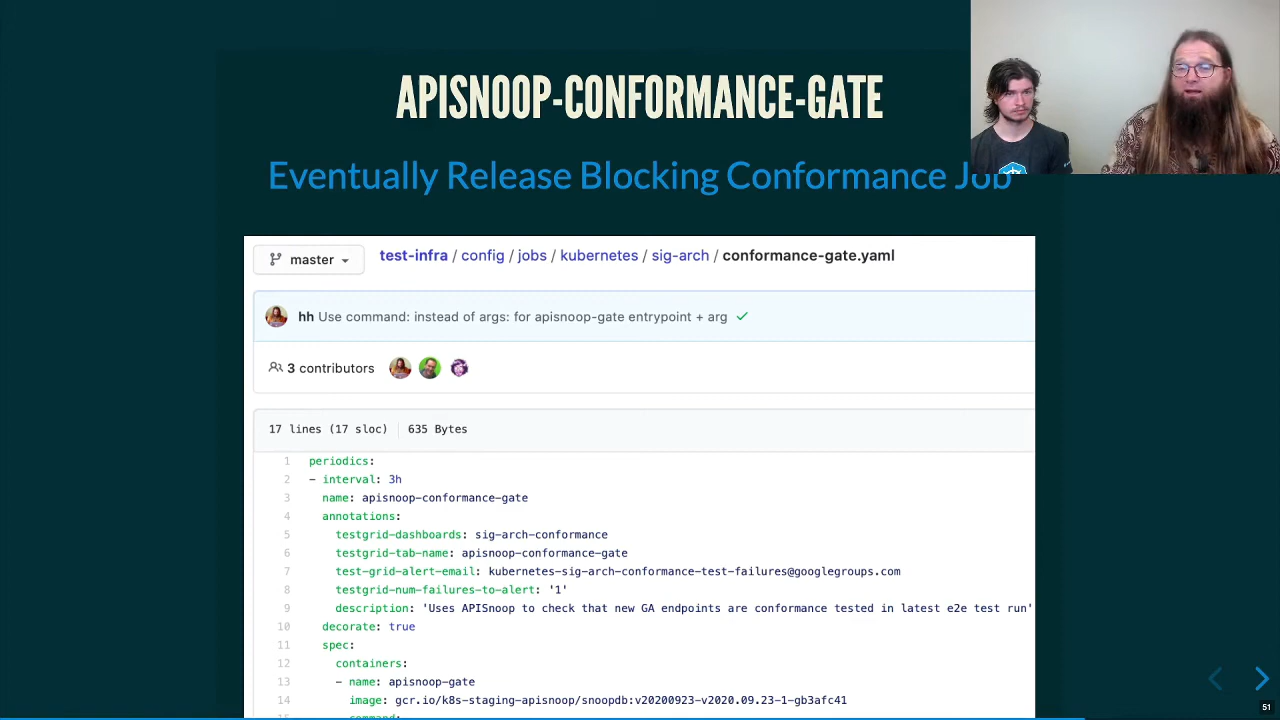 APISNOOP-CONFORMANCE-GATE
Eventually Release Blocking Conformance Job
master
test-infra / config / jobs / kubernetes / sig-arch / conformance-gate.yaml
hh Use command: instead of args: for apisnoop-gate entrypoint + arg
3 contributors
17 lines (17 sloc) 635 Bytes
1 periodics:
2 - interval: 3h
3 name: apisnoop-conformance-gate
4 annotations:
5 testgrid-dashboards: sig-arch-conformance
6 testgrid-tab-name: apisnoop-conformance-gate
7 test-grid-alert-email: kubernetes-sig-arch-conformance-test-failures@googlegroups.com
8 testgrid-num-failures-to-alert: '1'
9 description: 'Uses APISnoop to check that new GA endpoints are conformance tested in latest e2e test run'
10 decorate: true
11 spec:
12 containers:
13 - name: apisnoop-gate
14 image: gcr.io/k8s-staging-apisnoop/snoopdb:v20200923-v2020.09.23-1-gb3afc41
15 command:
51